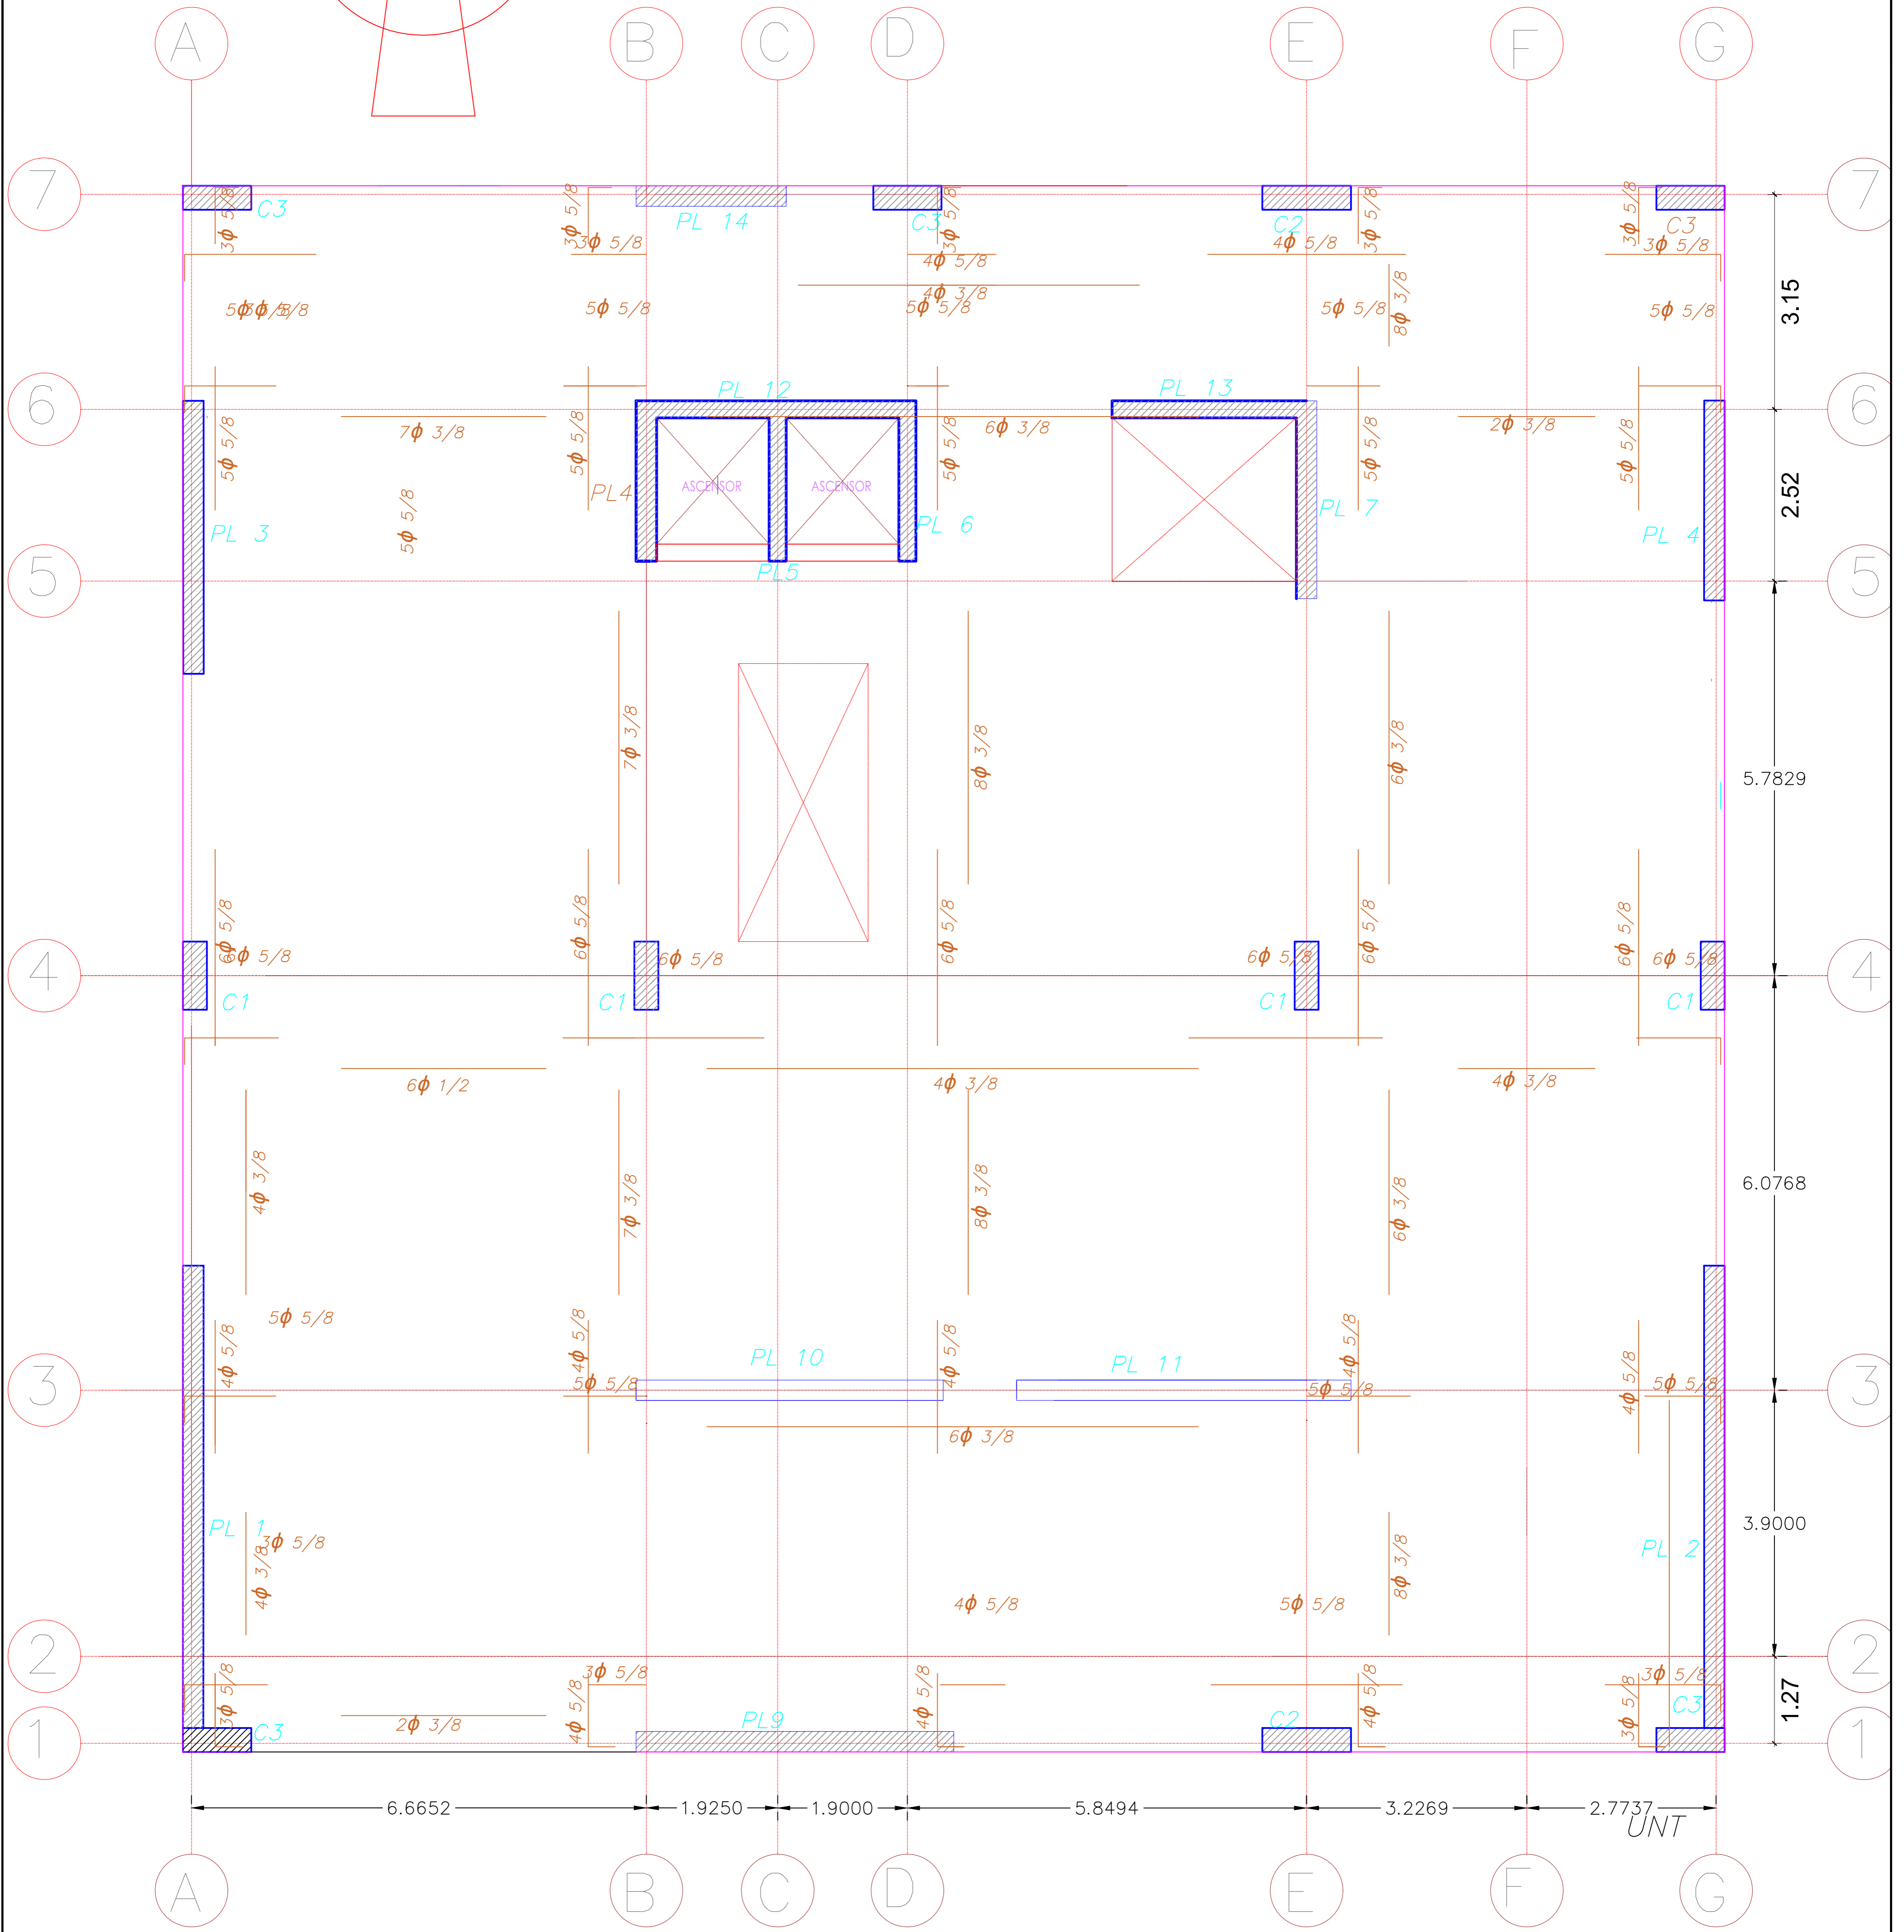 A B C D E F G
7 7
3ϕ 5/8
C3
3ϕ 5/8
3ϕ 5/8
PL 14
C3
3ϕ 5/8
4ϕ 5/8
4ϕ 3/8
C2
4ϕ 5/8
3ϕ 5/8
3ϕ 5/8
C3
3ϕ 5/8
5ϕ 5/8
3ϕ 5/8
5ϕ 5/8
5ϕ 5/8
5ϕ 5/8
8ϕ 3/8
5ϕ 5/8
3.15
6 6
PL 12
PL 13
5ϕ 5/8
7ϕ 3/8
5ϕ 5/8
5ϕ 5/8
6ϕ 3/8
5ϕ 5/8
2ϕ 3/8
5ϕ 5/8
PL4
ASCENSOR
ASCENSOR
2.52
PL 3
5ϕ 5/8
PL 6
PL 7
PL 4
PL5
5 5
7ϕ 3/8
8ϕ 3/8
6ϕ 3/8
5.7829
6ϕ 5/8
6ϕ 5/8
6ϕ 5/8
6ϕ 5/8
6ϕ 5/8
6ϕ 5/8
6ϕ 5/8
6ϕ 5/8
6ϕ 5/8
4 4
C1
C1
C1
C1
6ϕ 1/2
4ϕ 3/8
4ϕ 3/8
4ϕ 3/8
7ϕ 3/8
8ϕ 3/8
6ϕ 3/8
6.0768
5ϕ 5/8
4ϕ 5/8
4ϕ 5/8
PL 10
4ϕ 5/8
PL 11
4ϕ 5/8
4ϕ 5/8
3 3
5ϕ 5/8
5ϕ 5/8
5ϕ 5/8
6ϕ 3/8
PL 1
3ϕ 5/8
4ϕ 3/8
PL 2
3.9000
8ϕ 3/8
4ϕ 5/8
5ϕ 5/8
2 2
3ϕ 5/8
3ϕ 5/8
4ϕ 5/8
4ϕ 5/8
4ϕ 5/8
3ϕ 5/8
3ϕ 5/8
1.27
C3
2ϕ 3/8
PL9
C2
C3
1 1
6.6652 1.9250 1.9000 5.8494 3.2269 2.7737
UNT
A B C D E F G